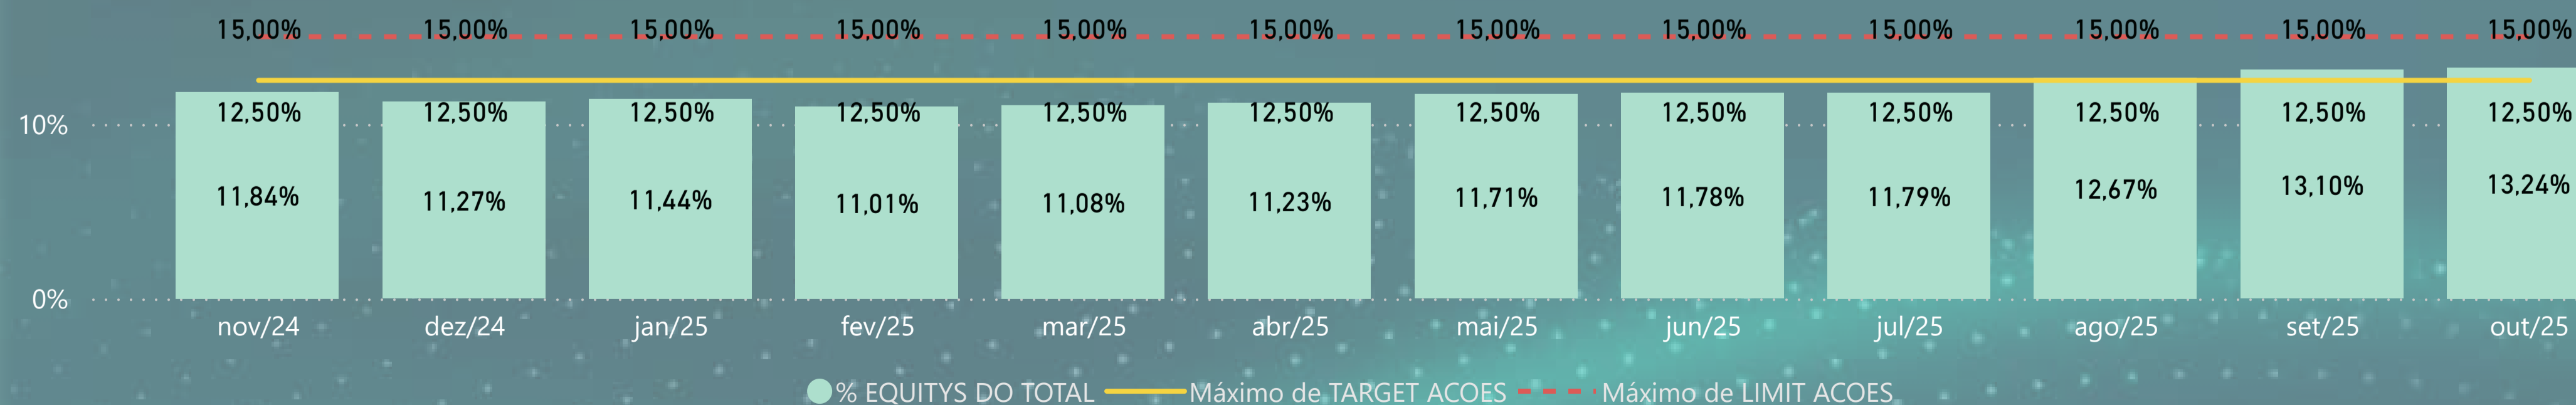 15,00% 15,00% 15,00% 15,00% 15,00% 15,00% 15,00% 15,00% 15,00% 15,00% 15,00% 15,00%
12,50% 12,50% 12,50% 12,50% 12,50% 12,50% 12,50% 12,50% 12,50% 12,50% 12,50% 12,50%
10%
11,84% 11,27% 11,44% 11,01% 11,08% 11,23% 11,71% 11,78% 11,79% 12,67% 13,10% 13,24%
0%
nov/24 dez/24 jan/25 fev/25 mar/25 abr/25 mai/25 jun/25 jul/25 ago/25 set/25 out/25
% EQUITYS DO TOTAL Máximo de TARGET ACOES Máximo de LIMIT ACOES